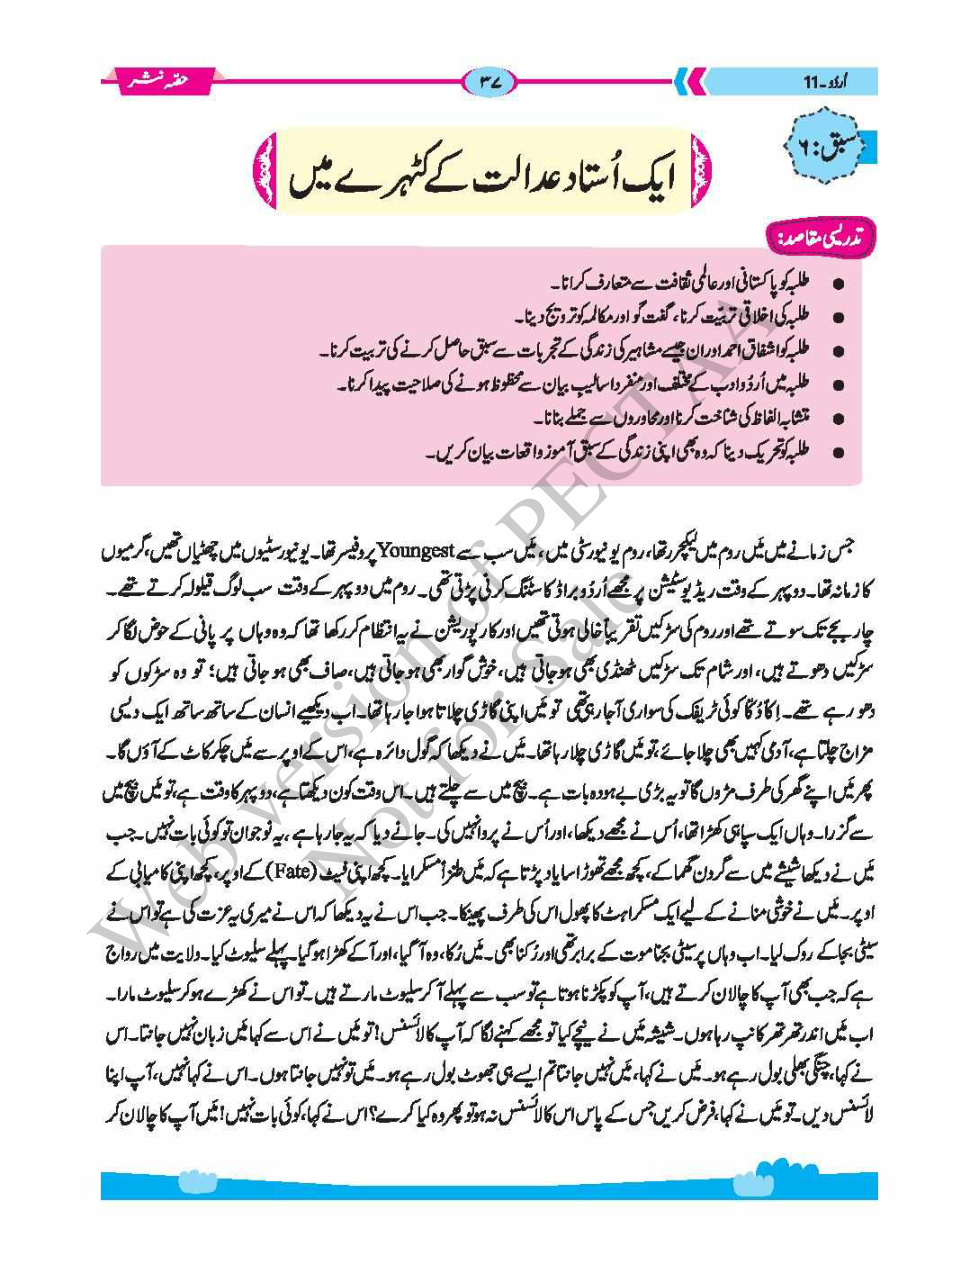 اُردو۔11
۳۷
حصّہ نثر
سبق: ۶
ایک اُستاد عدالت کے کٹہرے میں
تدریسی مقاصد:
● طلبہ کو پاکستانی اور عالمی ثقافت سے متعارف کرانا۔
● طلبہ کی اخلاقی تربیّت کرنا، گفت گو اور مکالمہ کو ترویج دینا۔
● طلبہ کو اشفاق احمد اور ان جیسے مشاہیر کی زندگی کے تجربات سے سبق حاصل کرنے کی تربیت کرنا۔
● طلبہ میں اُردُو ادب کے مختلف اور منفرد اسالیبِ بیان سے محظوظ ہونے کی صلاحیت پیدا کرنا۔
● متشابہ الفاظ کی شناخت کرنا اور محاوروں سے جملے بنانا۔
● طلبہ کو تحریک دینا کہ وہ بھی اپنی زندگی کے سبق آموز واقعات بیان کریں۔
جس زمانے میں مَیں روم میں لیکچرر تھا، روم یونیورسٹی میں، مَیں سب سے Youngest پروفیسر تھا۔ یونیورسٹیوں میں چھٹیاں تھیں، گرمیوں
کا زمانہ تھا۔ دوپہر کے وقت ریڈیو سٹیشن پر مجھے اُردُو براڈ کاسٹنگ کرنی پڑتی تھی۔ روم میں دوپہر کے وقت سب لوگ قیلولہ کرتے تھے۔
چار بجے تک سوتے تھے اور روم کی سڑکیں تقریباً خالی ہوتی تھیں اور کارپوریشن نے یہ انتظام کر رکھا تھا کہ وہ وہاں پر پانی کے حوض لگا کر
سڑکیں دھوتے ہیں، اور شام تک سڑکیں ٹھنڈی بھی ہو جاتی ہیں، خوش گوار بھی ہو جاتی ہیں، صاف بھی ہو جاتی ہیں؛ تو وہ سڑکوں کو
دھو رہے تھے۔ اِکّا دُکّا کوئی ٹریفک کی سواری آ جا رہی تھی تو مَیں اپنی گاڑی چلاتا ہوا جا رہا تھا۔ اب دیکھیے انسان کے ساتھ ساتھ ایک دیسی
مزاج چلتا ہے، آدمی کہیں بھی چلا جائے، تو مَیں گاڑی چلا رہا تھا۔ مَیں نے دیکھا کہ گول دائرہ ہے، اس کے اوپر سے مَیں چکر کاٹ کے آؤں گا۔
پھر مَیں اپنے گھر کی طرف مڑوں گا تو یہ بڑی بے ہودہ بات ہے۔ بیچ میں سے چلتے ہیں۔ اس وقت کون دیکھتا ہے، دوپہر کا وقت ہے، تو مَیں بیچ میں
سے گزرا۔ وہاں ایک سپاہی کھڑا تھا، اُس نے مجھے دیکھا، اور اُس نے پروا نہیں کی۔ جانے دیا کہ یہ جا رہا ہے، یہ نوجوان تو کوئی بات نہیں۔ جب
مَیں نے دیکھا شیشے میں سے گردن گھما کے، کچھ مجھے تھوڑا سا یاد پڑتا ہے کہ مَیں طنزاً مسکرایا۔ کچھ اپنی فیٹ (Fate) کے اوپر، کچھ اپنی کامیابی کے
اوپر۔ مَیں نے خوشی منانے کے لیے ایک مسکراہٹ کا پھول اس کی طرف پھینکا۔ جب اس نے یہ دیکھا کہ اس نے میری یہ عزت کی ہے تو اس نے
سیٹی بجا کے روک لیا۔ اب وہاں پر سیٹی بجنا موت کے برابر تھی اور رُکنا بھی۔ مَیں رُکا، وہ آ گیا، اور آ کے کھڑا ہو گیا۔ پہلے سلیوٹ کیا۔ ولایت میں رواج
ہے کہ جب بھی آپ کا چالان کرتے ہیں، آپ کو پکڑنا ہوتا ہے تو سب سے پہلے آ کر سلیوٹ مارتے ہیں۔ تو اس نے کھڑے ہو کر سلیوٹ مارا۔
اب مَیں اندر تھر تھر کانپ رہا ہوں۔ شیشہ مَیں نے نیچے کیا تو مجھے کہنے لگا کہ آپ کا لائسنس! تو مَیں نے اس سے کہا مَیں زبان نہیں جانتا۔ اس
نے کہا، چنگی بھلی بول رہے ہو۔ مَیں نے کہا، مَیں نہیں جانتا تم ایسے ہی جھوٹ بول رہے ہو۔ مَیں تو نہیں جانتا ہوں۔ اس نے کہا نہیں، آپ اپنا
لائسنس دیں۔ تو مَیں نے کہا، فرض کریں جس کے پاس اس کا لائسنس نہ ہو تو پھر وہ کیا کرے؟ اس نے کہا، کوئی بات نہیں! مَیں آپ کا چالان کر
Web version of PECTAA
Not for Sale